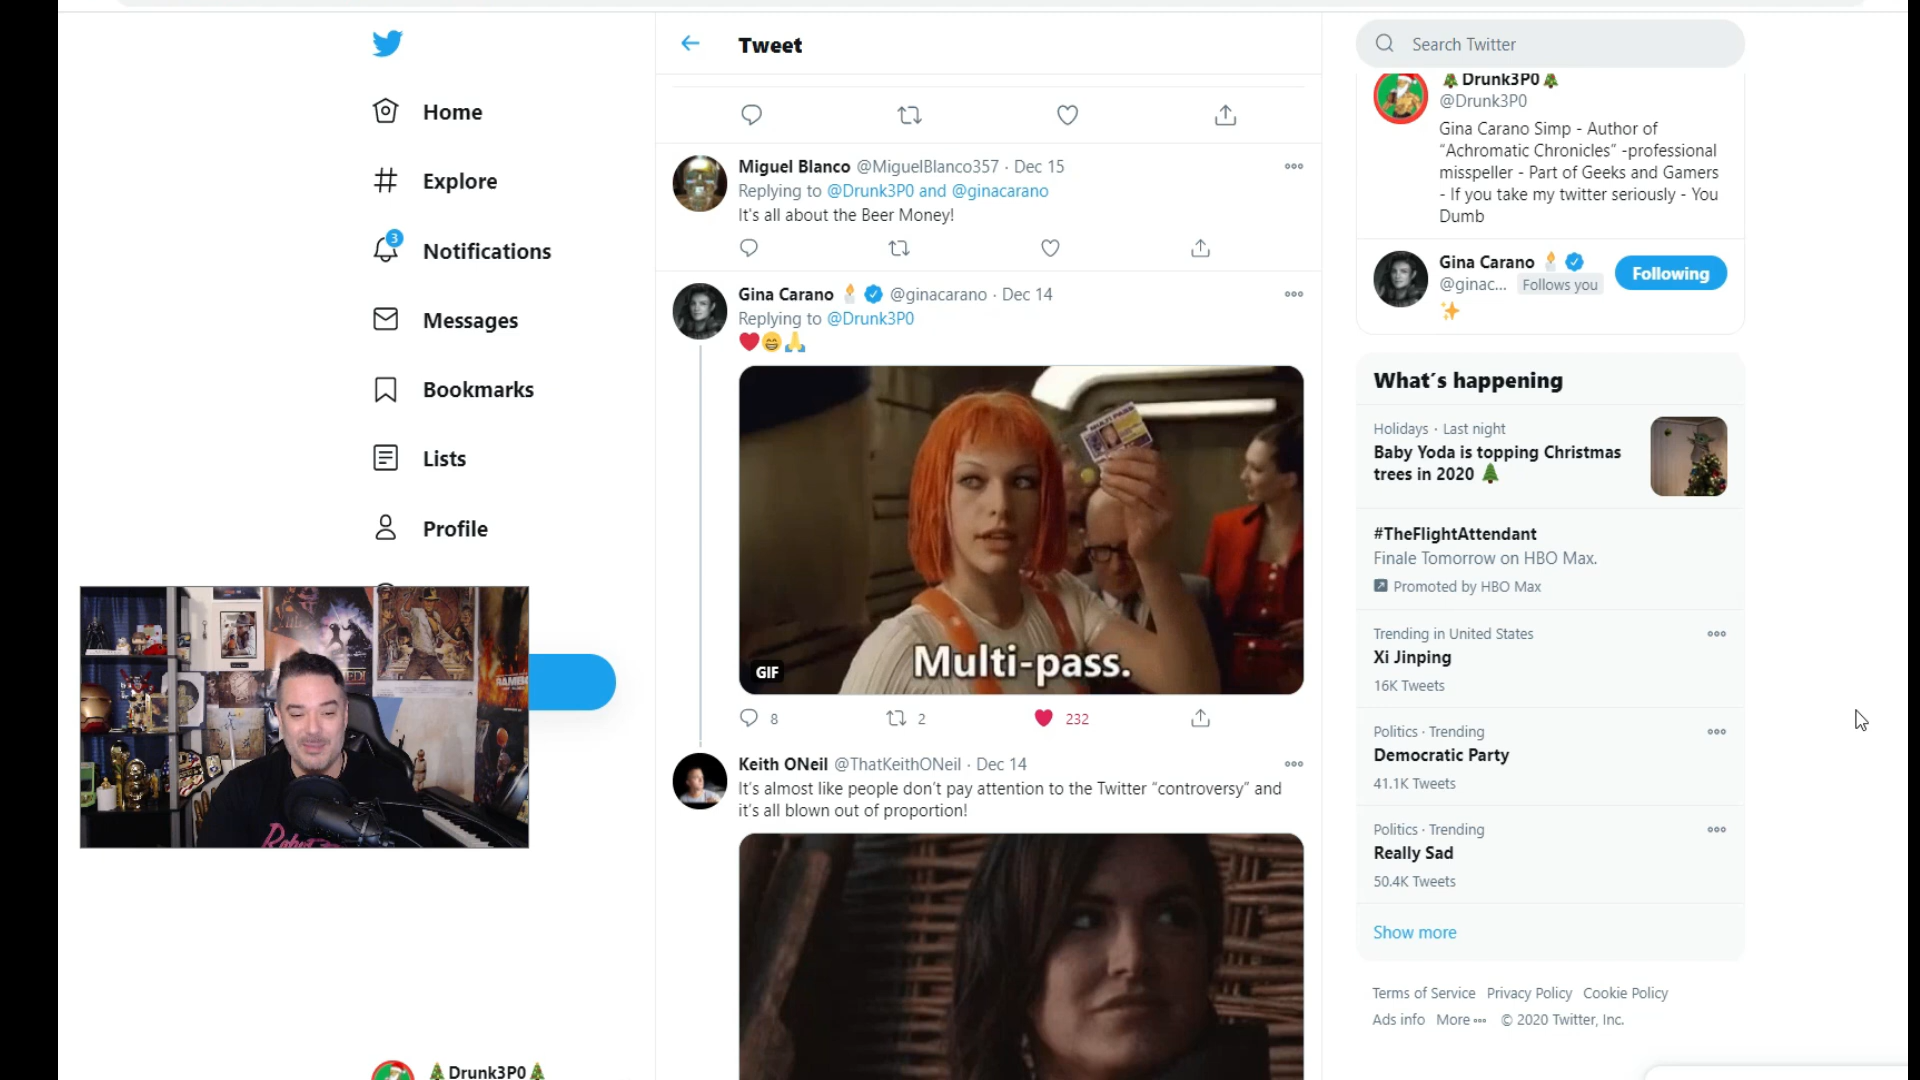 Home
Explore
3
Notifications
Messages
Bookmarks
Lists
Profile
Drunk3P0
Tweet
Miguel Blanco @MiguelBlanco357 · Dec 15
Replying to @Drunk3P0 and @ginacarano
It's all about the Beer Money!
Gina Carano @ginacarano · Dec 14
Replying to @Drunk3P0
MULTI PASS
Multi-pass.
GIF
8
2
232
Keith ONeil @ThatKeithONeil · Dec 14
It's almost like people don't pay attention to the Twitter “controversy” and
it's all blown out of proportion!
Search Twitter
Drunk3P0
@Drunk3P0
Gina Carano Simp - Author of
“Achromatic Chronicles” -professional
misspeller - Part of Geeks and Gamers
- If you take my twitter seriously - You
Dumb
Gina Carano
@ginac... Follows you
Following
What's happening
Holidays · Last night
Baby Yoda is topping Christmas
trees in 2020
#TheFlightAttendant
Finale Tomorrow on HBO Max.
Promoted by HBO Max
Trending in United States
Xi Jinping
16K Tweets
Politics · Trending
Democratic Party
41.1K Tweets
Politics · Trending
Really Sad
50.4K Tweets
Show more
Terms of Service Privacy Policy Cookie Policy
Ads info More © 2020 Twitter, Inc.